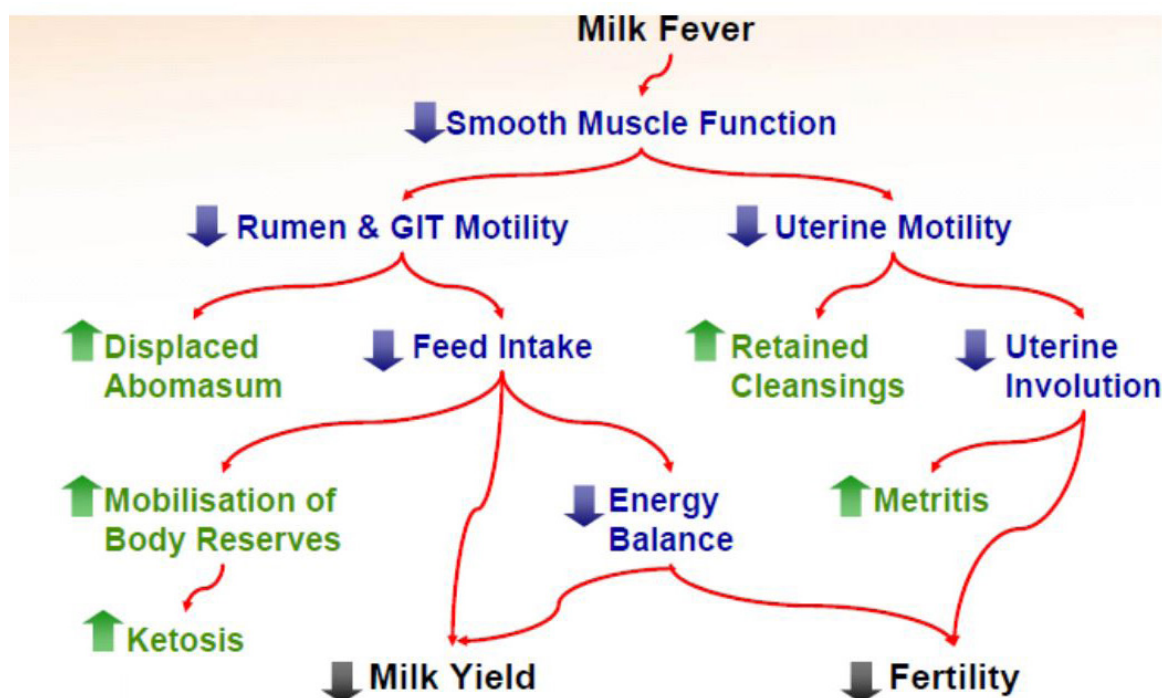 Milk Fever
Smooth Muscle Function
Rumen & GIT Motility
Uterine Motility
Displaced
Abomasum
Feed Intake
Retained
Cleansings
Uterine
Involution
Mobilisation of
Body Reserves
Energy
Balance
Metritis
Ketosis
Milk Yield
Fertility